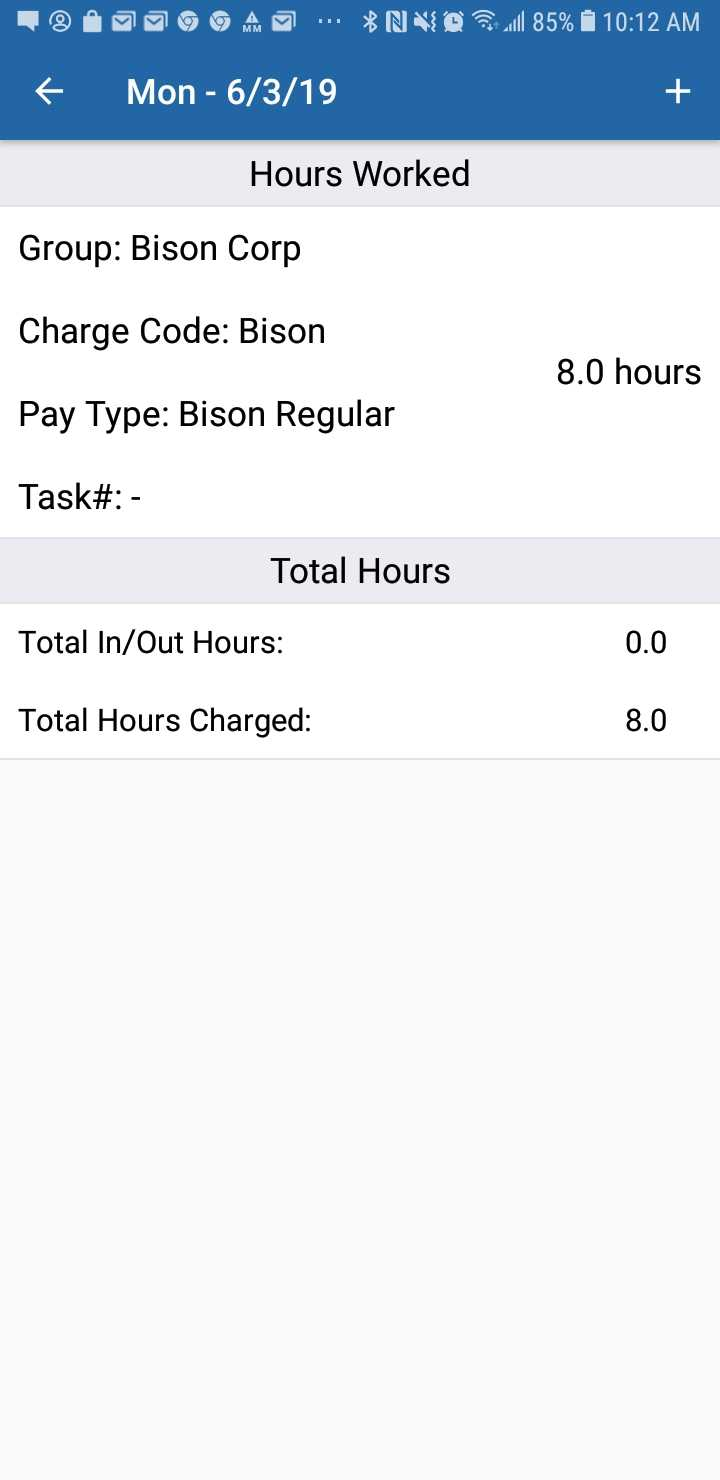 85% 10:12 AM
Mon - 6/3/19 +
Hours Worked
Group: Bison Corp
Charge Code: Bison
8.0 hours
Pay Type: Bison Regular
Task#: -
Total Hours
Total In/Out Hours: 0.0
Total Hours Charged: 8.0